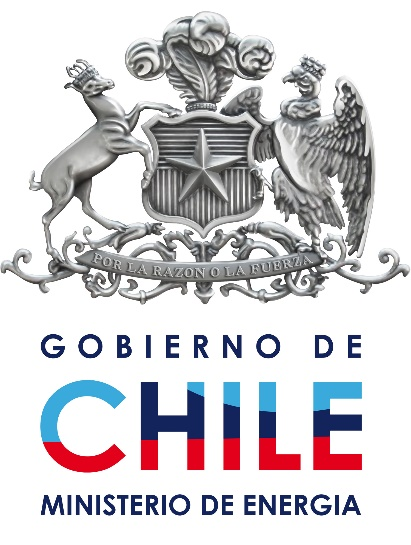 POR LA RAZON O LA FUERZA
GOBIERNO DE
CHILE
MINISTERIO DE ENERGIA